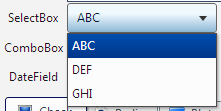 SelectBox ABC
ABC
ComboBox
DEF
DateField
GHI